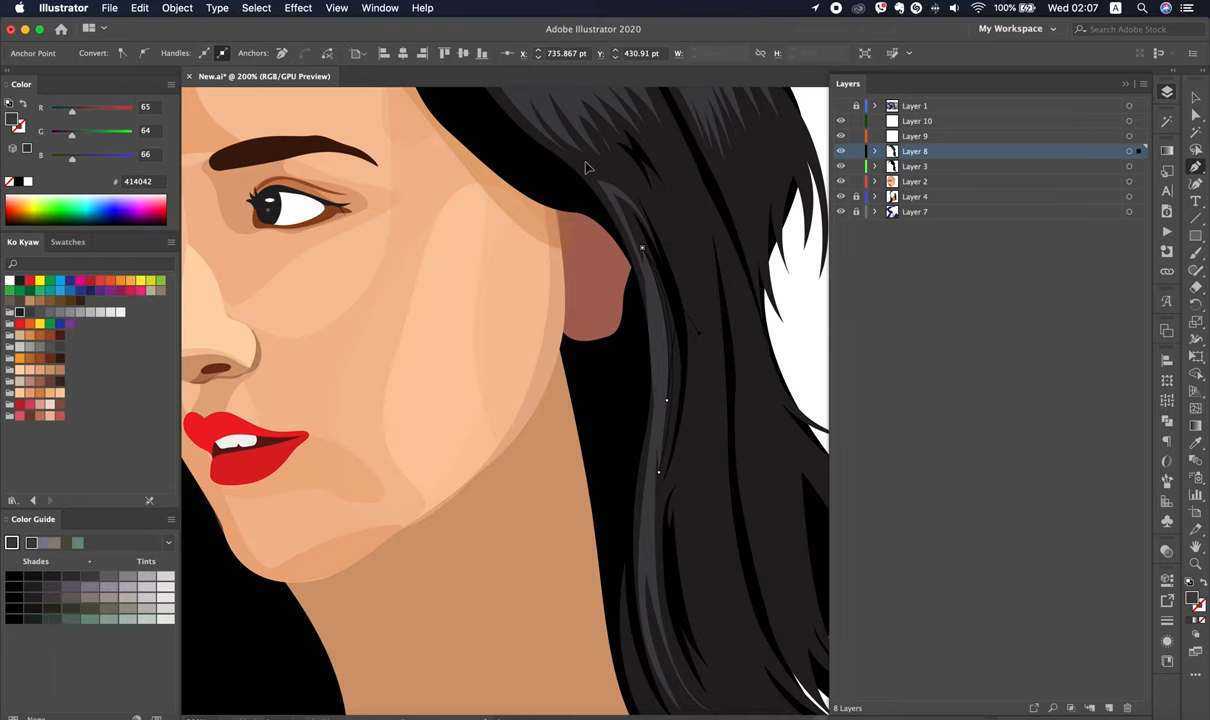 Illustrator File Edit Object Type Select Effect View Window Help 100% Wed 02:07 A
Adobe Illustrator 2020 My Workspace Search Adobe Stock
Anchor Point Convert: Handles: Anchors: X: 735.867 pt Y: 430.91 pt W: H:
Color
New.ai* @ 200% (RGB/GPU Preview)
Layers
R 65
G 64
B 66
# 414042
Layer 1
Layer 10
Layer 9
Layer 8
Layer 3
Layer 2
Layer 4
Layer 7
Ko Kyaw Swatches
Color Guide
Shades Tints
None
8 Layers